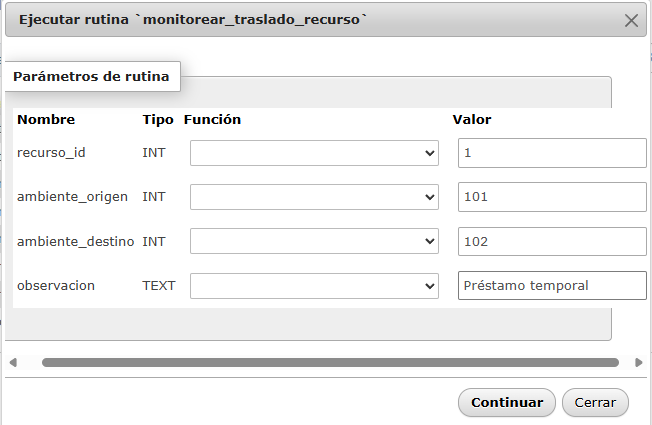 Ejecutar rutina `monitorear_traslado_recurso`
Parámetros de rutina
Nombre Tipo Función Valor
recurso_id INT 1
ambiente_origen INT 101
ambiente_destino INT 102
observacion TEXT Préstamo temporal
Continuar Cerrar